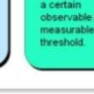 a certain
observable
measurable
threshold.